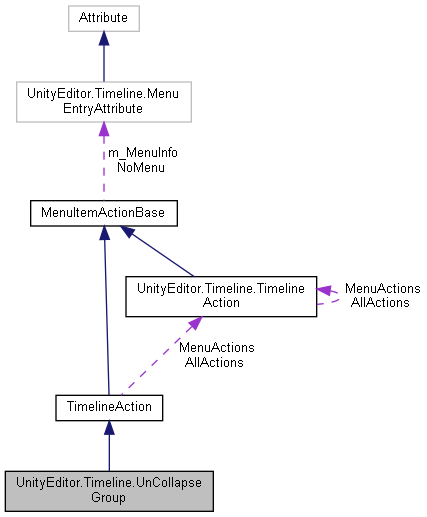 Attribute
UnityEditor.Timeline.Menu
EntryAttribute
m_MenuInfo
NoMenu
MenuItemActionBase
UnityEditor.Timeline.Timeline
Action
MenuActions
AllActions
MenuActions
AllActions
TimelineAction
UnityEditor.Timeline.UnCollapse
Group